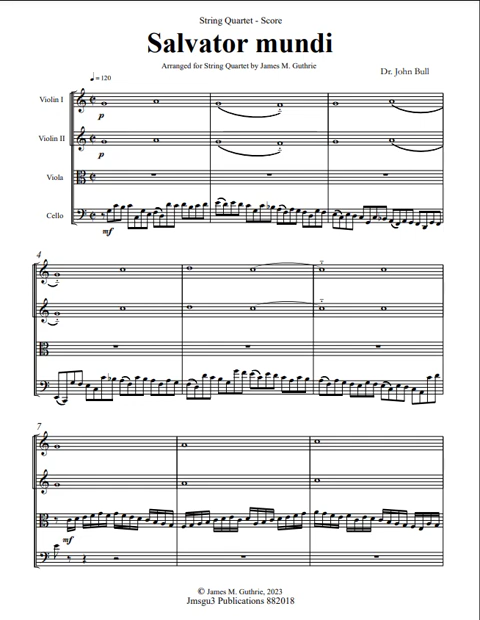 String Quartet - Score
Salvator mundi
Arranged for String Quartet by James M. Guthrie
Dr. John Bull
♩ = 120
Violin I
p
Violin II
p
Viola
Cello
mf
4
7
mf
© James M. Guthrie, 2023
Jmsgu3 Publications 882018